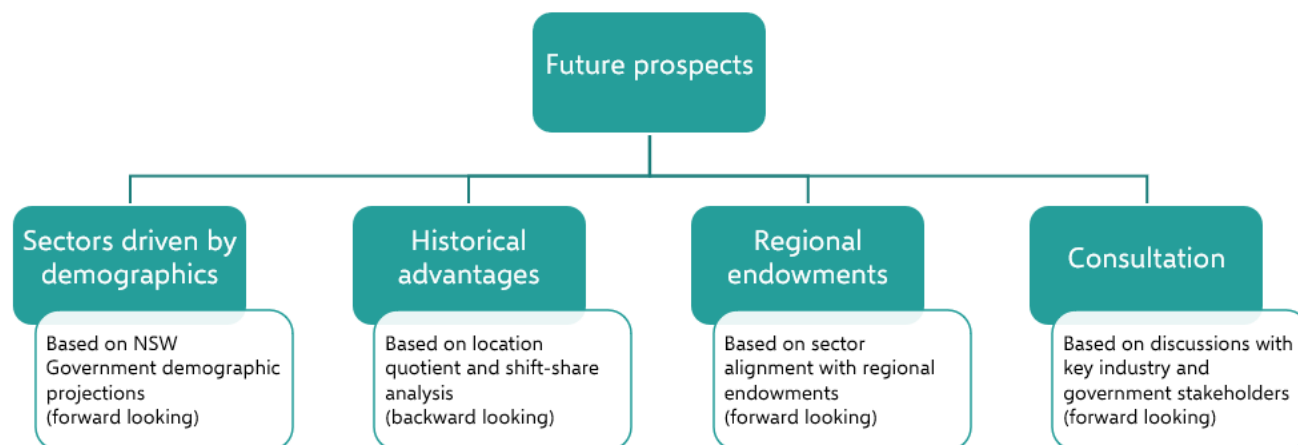 Future prospects
Sectors driven by
demographics
Based on NSW
Government demographic
projections
(forward looking)
Historical
advantages
Based on location
quotient and shift-share
analysis
(backward looking)
Regional
endowments
Based on sector
alignment with regional
endowments
(forward looking)
Consultation
Based on discussions with
key industry and
government stakeholders
(forward looking)